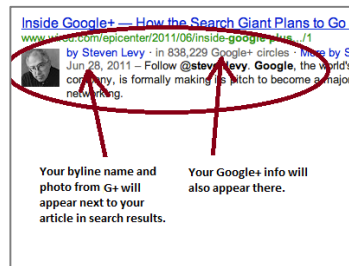 Inside Google+ — How the Search Giant Plans to Go
www.wired.com/epicenter/2011/06/inside-google-plus.../1
by Steven Levy · in 838,229 Google+ circles · More by S
Jun 28, 2011 – Follow @stevenlevy. Google, the world's
company, is formally making its pitch to become a major
networking.
Your byline name and
photo from G+ will
appear next to your
article in search results.
Your Google+ info will
also appear there.